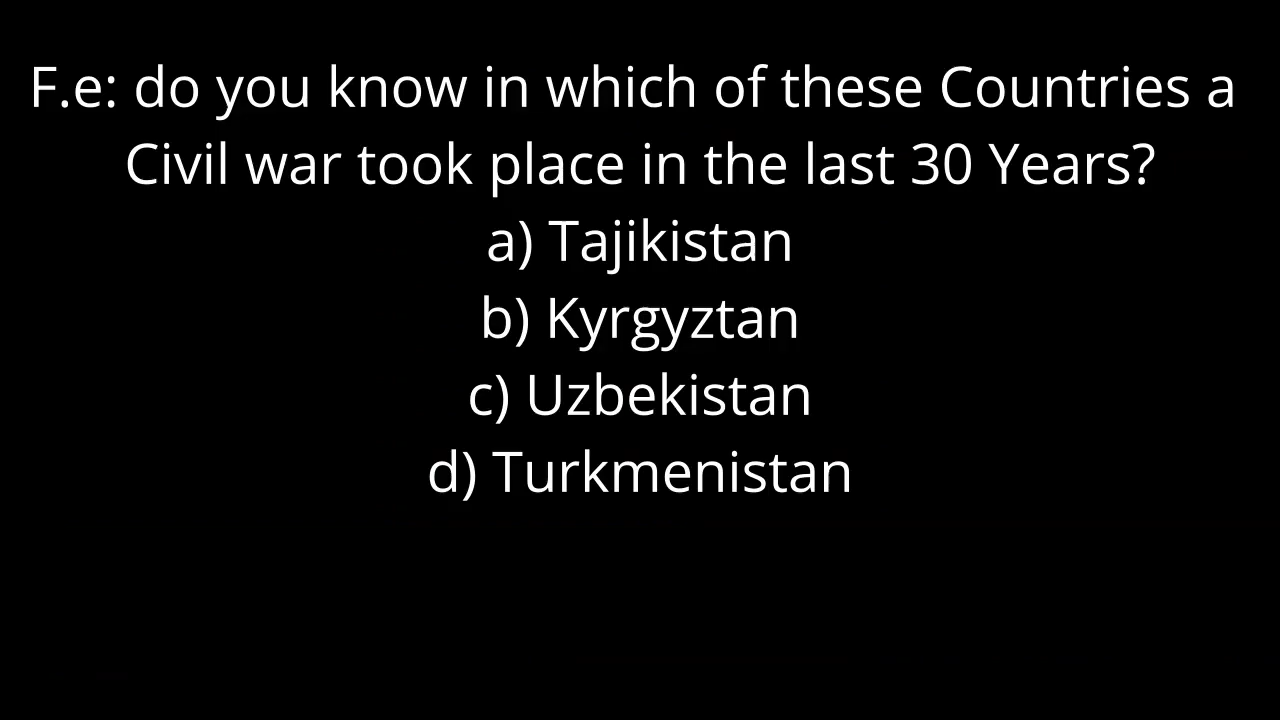 F.e: do you know in which of these Countries a
Civil war took place in the last 30 Years?
a) Tajikistan
b) Kyrgyztan
c) Uzbekistan
d) Turkmenistan